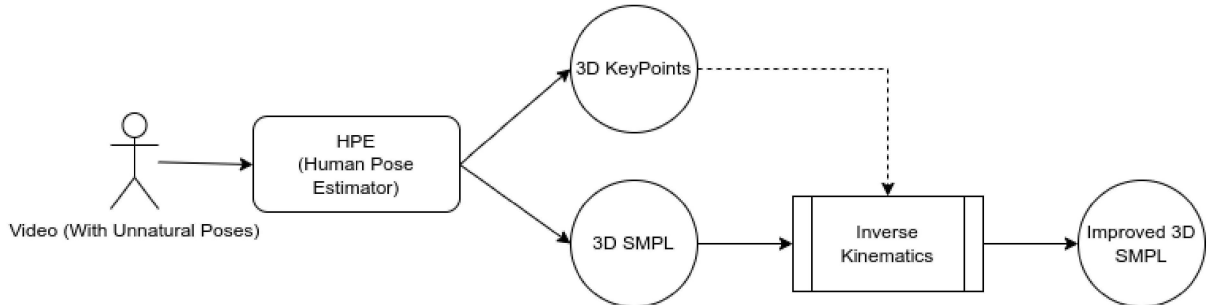 3D KeyPoints
HPE
(Human Pose
Estimator)
Video (With Unnatural Poses)
3D SMPL
Inverse
Kinematics
Improved 3D
SMPL